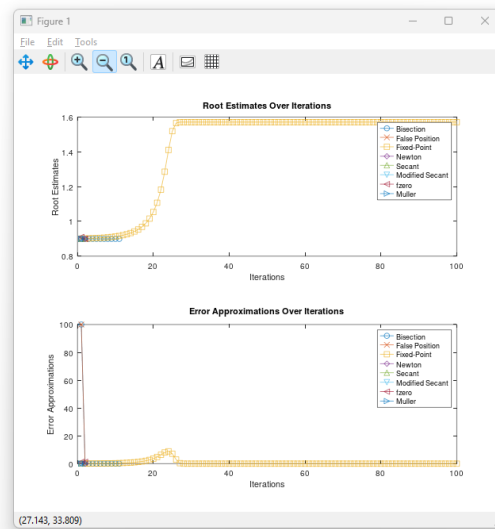 Figure 1
File Edit Tools
A
Root Estimates Over Iterations
1.6
1.4
1.2
1
0.8
Root Estimates
0 20 40 60 80 100
Iterations
Bisection
False Position
Fixed-Point
Newton
Secant
Modified Secant
fzero
Muller
Error Approximations Over Iterations
100
80
60
40
20
0
Error Approximations
0 20 40 60 80 100
Iterations
Bisection
False Position
Fixed-Point
Newton
Secant
Modified Secant
fzero
Muller
(27.143, 33.809)